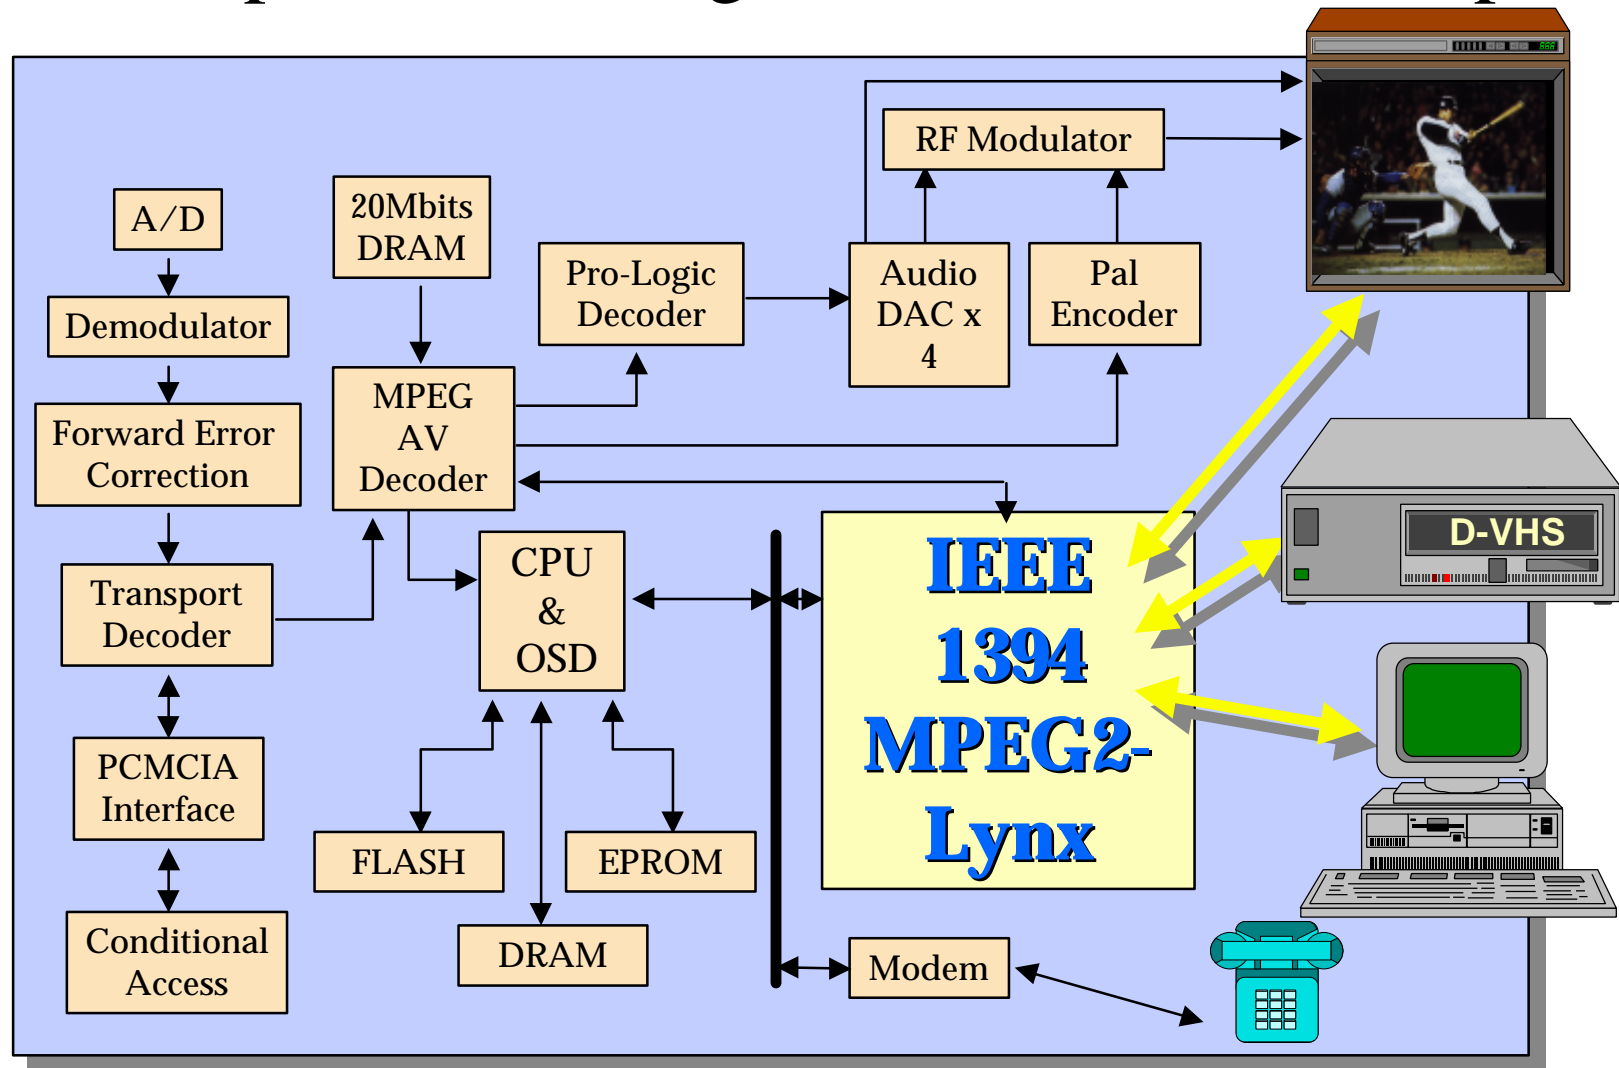 A/D
Demodulator
Forward Error
Correction
Transport
Decoder
PCMCIA
Interface
Conditional
Access
20Mbits
DRAM
MPEG
AV
Decoder
Pro-Logic
Decoder
Audio
DAC x
4
Pal
Encoder
RF Modulator
CPU
&
OSD
FLASH
DRAM
EPROM
IEEE
1394
MPEG2-
Lynx
Modem
D-VHS